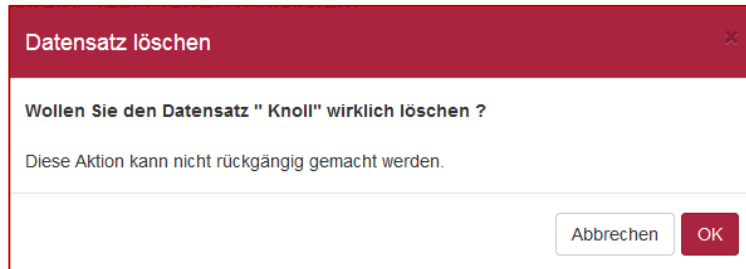 Datensatz löschen
×
Wollen Sie den Datensatz " Knoll" wirklich löschen ?
Diese Aktion kann nicht rückgängig gemacht werden.
Abbrechen OK